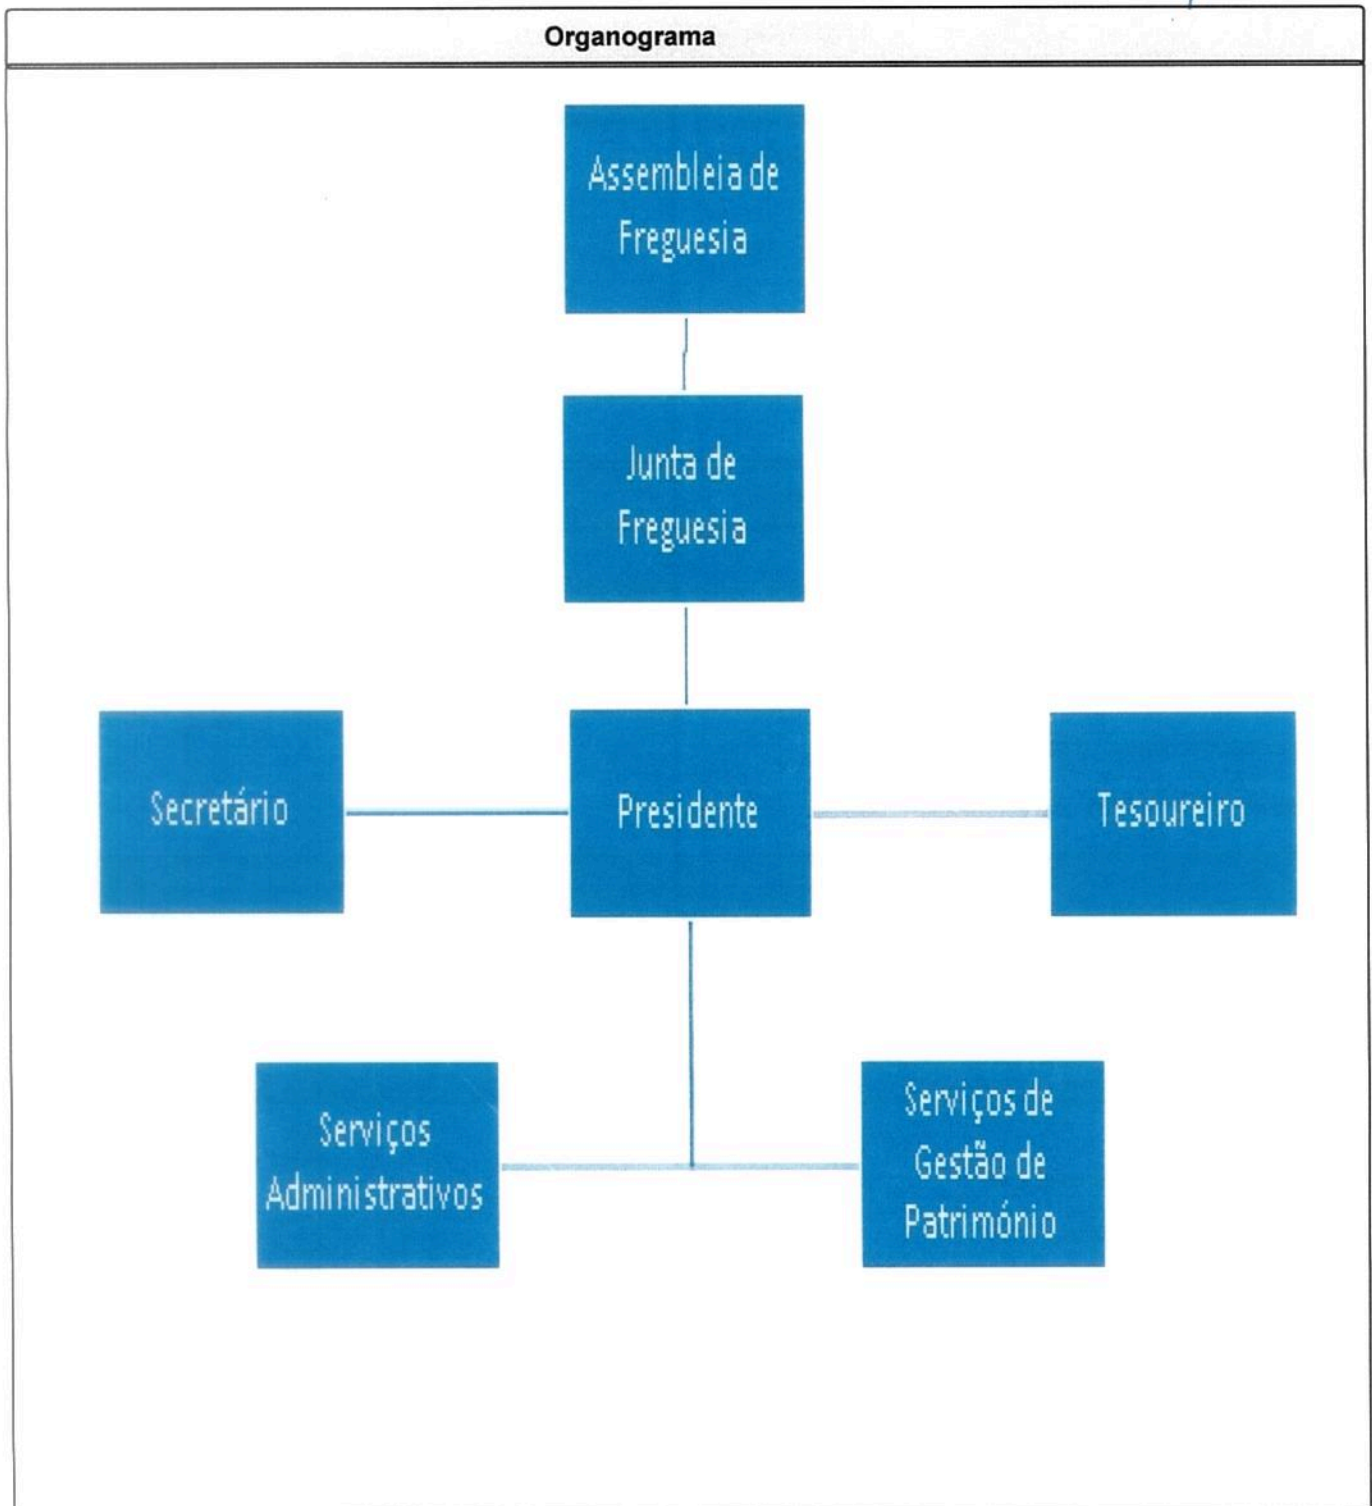 Organograma
Assembleia de
Freguesia
Junta de
Freguesia
Secretário
Presidente
Tesoureiro
Serviços
Administrativos
Serviços de
Gestão de
Património